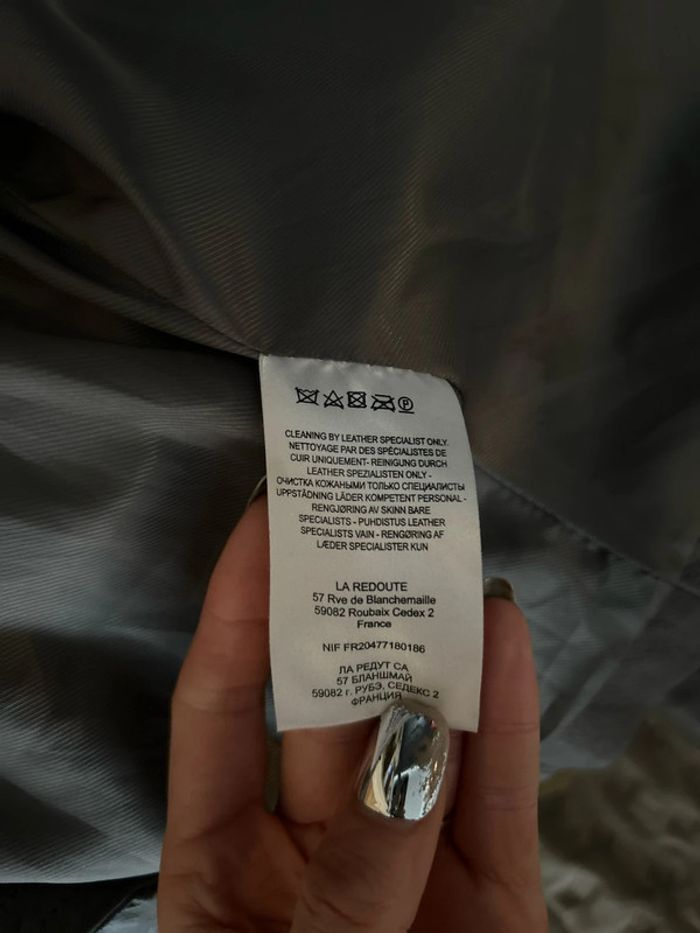 P
CLEANING BY LEATHER SPECIALIST ONLY.
NETTOYAGE PAR DES SPÉCIALISTES DE
CUIR UNIQUEMENT- REINIGUNG DURCH
LEATHER SPEZIALISTEN ONLY -
ОЧИСТКА КОЖАНЫМИ ТОЛЬКО СПЕЦИАЛИСТЫ
UPPSTÄDNING LÄDER KOMPETENT PERSONAL -
RENGJØRING AV SKINN BARE
SPECIALISTS - PUHDISTUS LEATHER
SPECIALISTS VAIN - RENGØRING AF
LÆDER SPECIALISTER KUN
LA REDOUTE
57 Rve de Blanchemaille
59082 Roubaix Cedex 2
France
NIF FR20477180186
ЛА РЕДУТ СА
57 БЛАНШМАЙ
59082 г. РУБЭ, СЕДЕКС 2
ФРАНЦИЯ